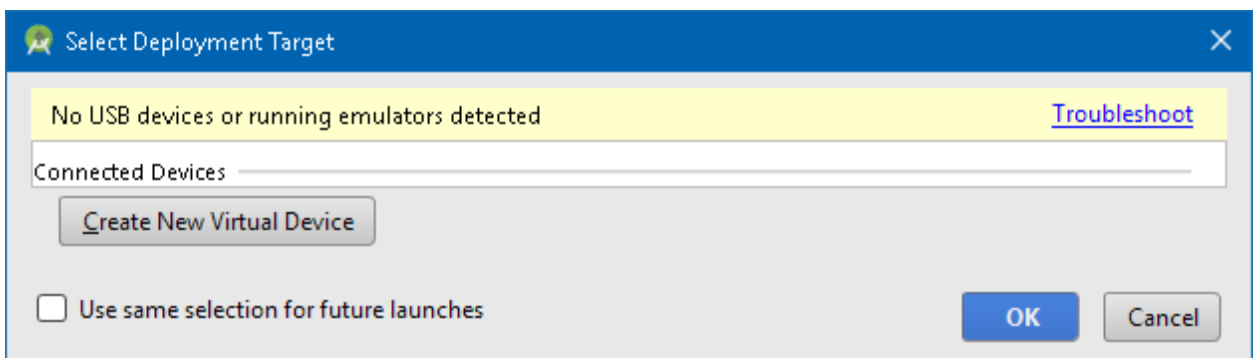 Select Deployment Target
No USB devices or running emulators detected Troubleshoot
Connected Devices
Create New Virtual Device
Use same selection for future launches
OK Cancel